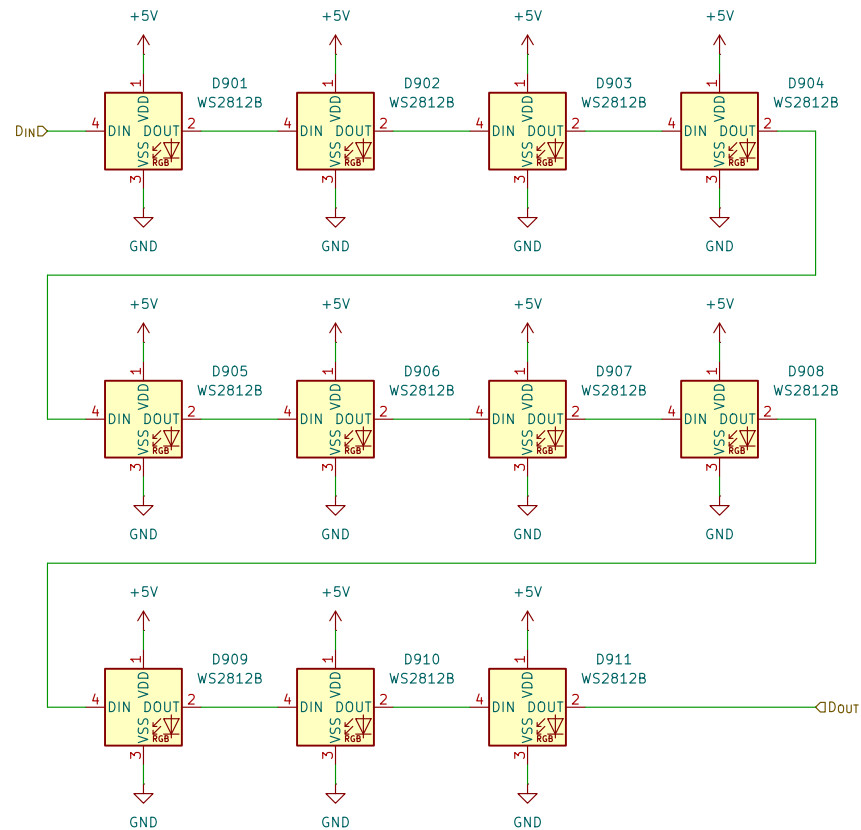 +5V +5V +5V +5V
D901 D902 D903 D904
WS2812B WS2812B WS2812B WS2812B
1 1 1 1
VDD VDD VDD VDD
DIN 4 DIN DOUT 2 4 DIN DOUT 2 4 DIN DOUT 2 4 DIN DOUT 2
VSS VSS VSS VSS
RGB RGB RGB RGB
3 3 3 3
GND GND GND GND
+5V +5V +5V +5V
D905 D906 D907 D908
WS2812B WS2812B WS2812B WS2812B
1 1 1 1
VDD VDD VDD VDD
4 DIN DOUT 2 4 DIN DOUT 2 4 DIN DOUT 2 4 DIN DOUT 2
VSS VSS VSS VSS
RGB RGB RGB RGB
3 3 3 3
GND GND GND GND
+5V +5V +5V
D909 D910 D911
WS2812B WS2812B WS2812B
1 1 1
VDD VDD VDD
4 DIN DOUT 2 4 DIN DOUT 2 4 DIN DOUT 2 DOUT
VSS VSS VSS
RGB RGB RGB
3 3 3
GND GND GND